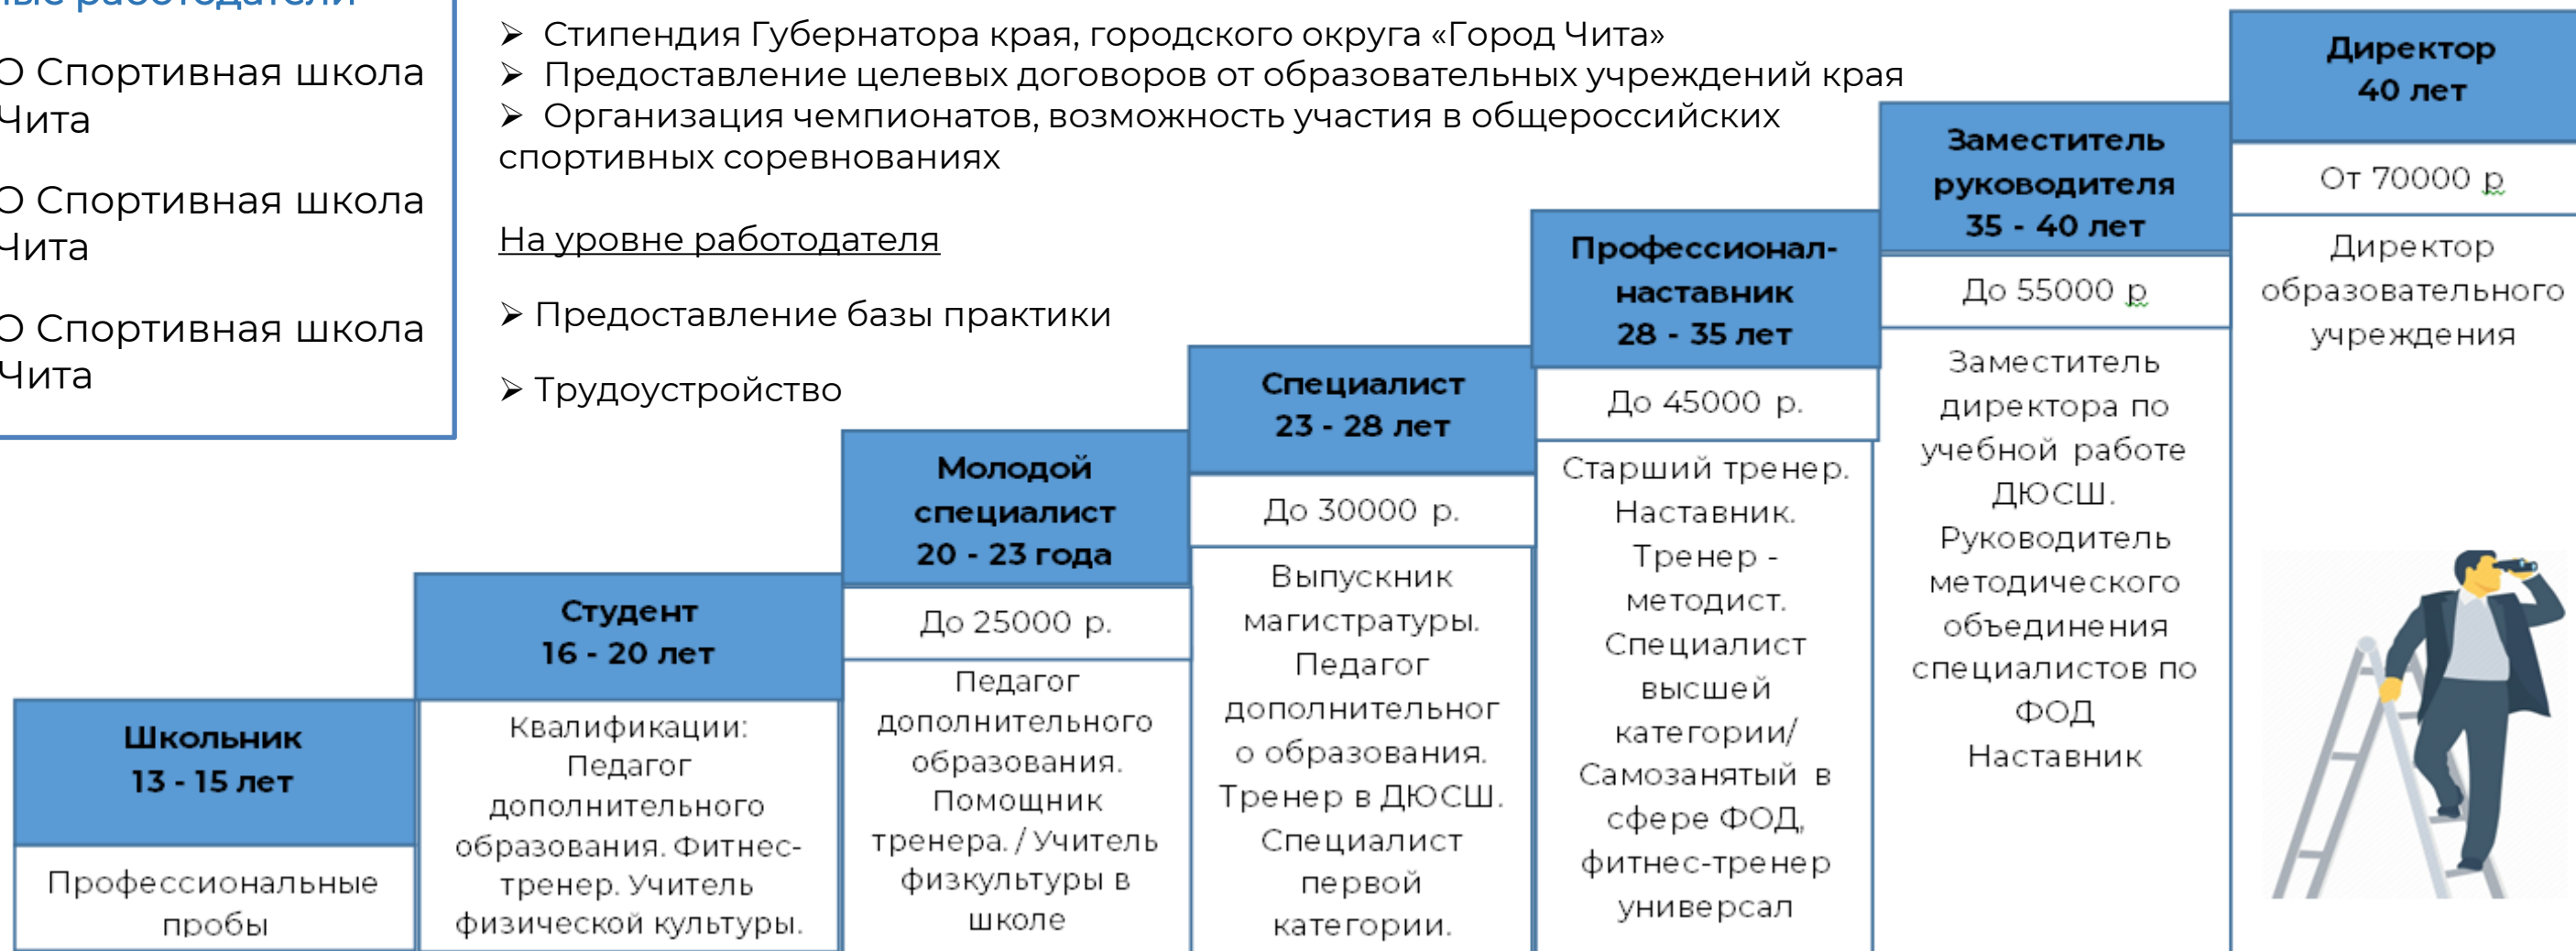 ные работодатели
О Спортивная школа
Чита
О Спортивная школа
Чита
О Спортивная школа
Чита
➢ Стипендия Губернатора края, городского округа «Город Чита»
➢ Предоставление целевых договоров от образовательных учреждений края
➢ Организация чемпионатов, возможность участия в общероссийских
спортивных соревнованиях
На уровне работодателя
➢ Предоставление базы практики
➢ Трудоустройство
Школьник
13 - 15 лет
Профессиональные
пробы
Студент
16 - 20 лет
Квалификации:
Педагог
дополнительного
образования. Фитнес-
тренер. Учитель
физической культуры.
Молодой
специалист
20 - 23 года
До 25000 р.
Педагог
дополнительного
образования.
Помощник
тренера. / Учитель
физкультуры в
школе
Специалист
23 - 28 лет
До 30000 р.
Выпускник
магистратуры.
Педагог
дополнительног
о образования.
Тренер в ДЮСШ.
Специалист
первой
категории.
Профессионал-
наставник
28 - 35 лет
До 45000 р.
Старший тренер.
Наставник.
Тренер -
методист.
Специалист
высшей
категории/
Самозанятый в
сфере ФОД,
фитнес-тренер
универсал
Заместитель
руководителя
35 - 40 лет
До 55000 р
Заместитель
директора по
учебной работе
ДЮСШ.
Руководитель
методического
объединения
специалистов по
ФОД
Наставник
Директор
40 лет
От 70000 р
Директор
образовательного
учреждения